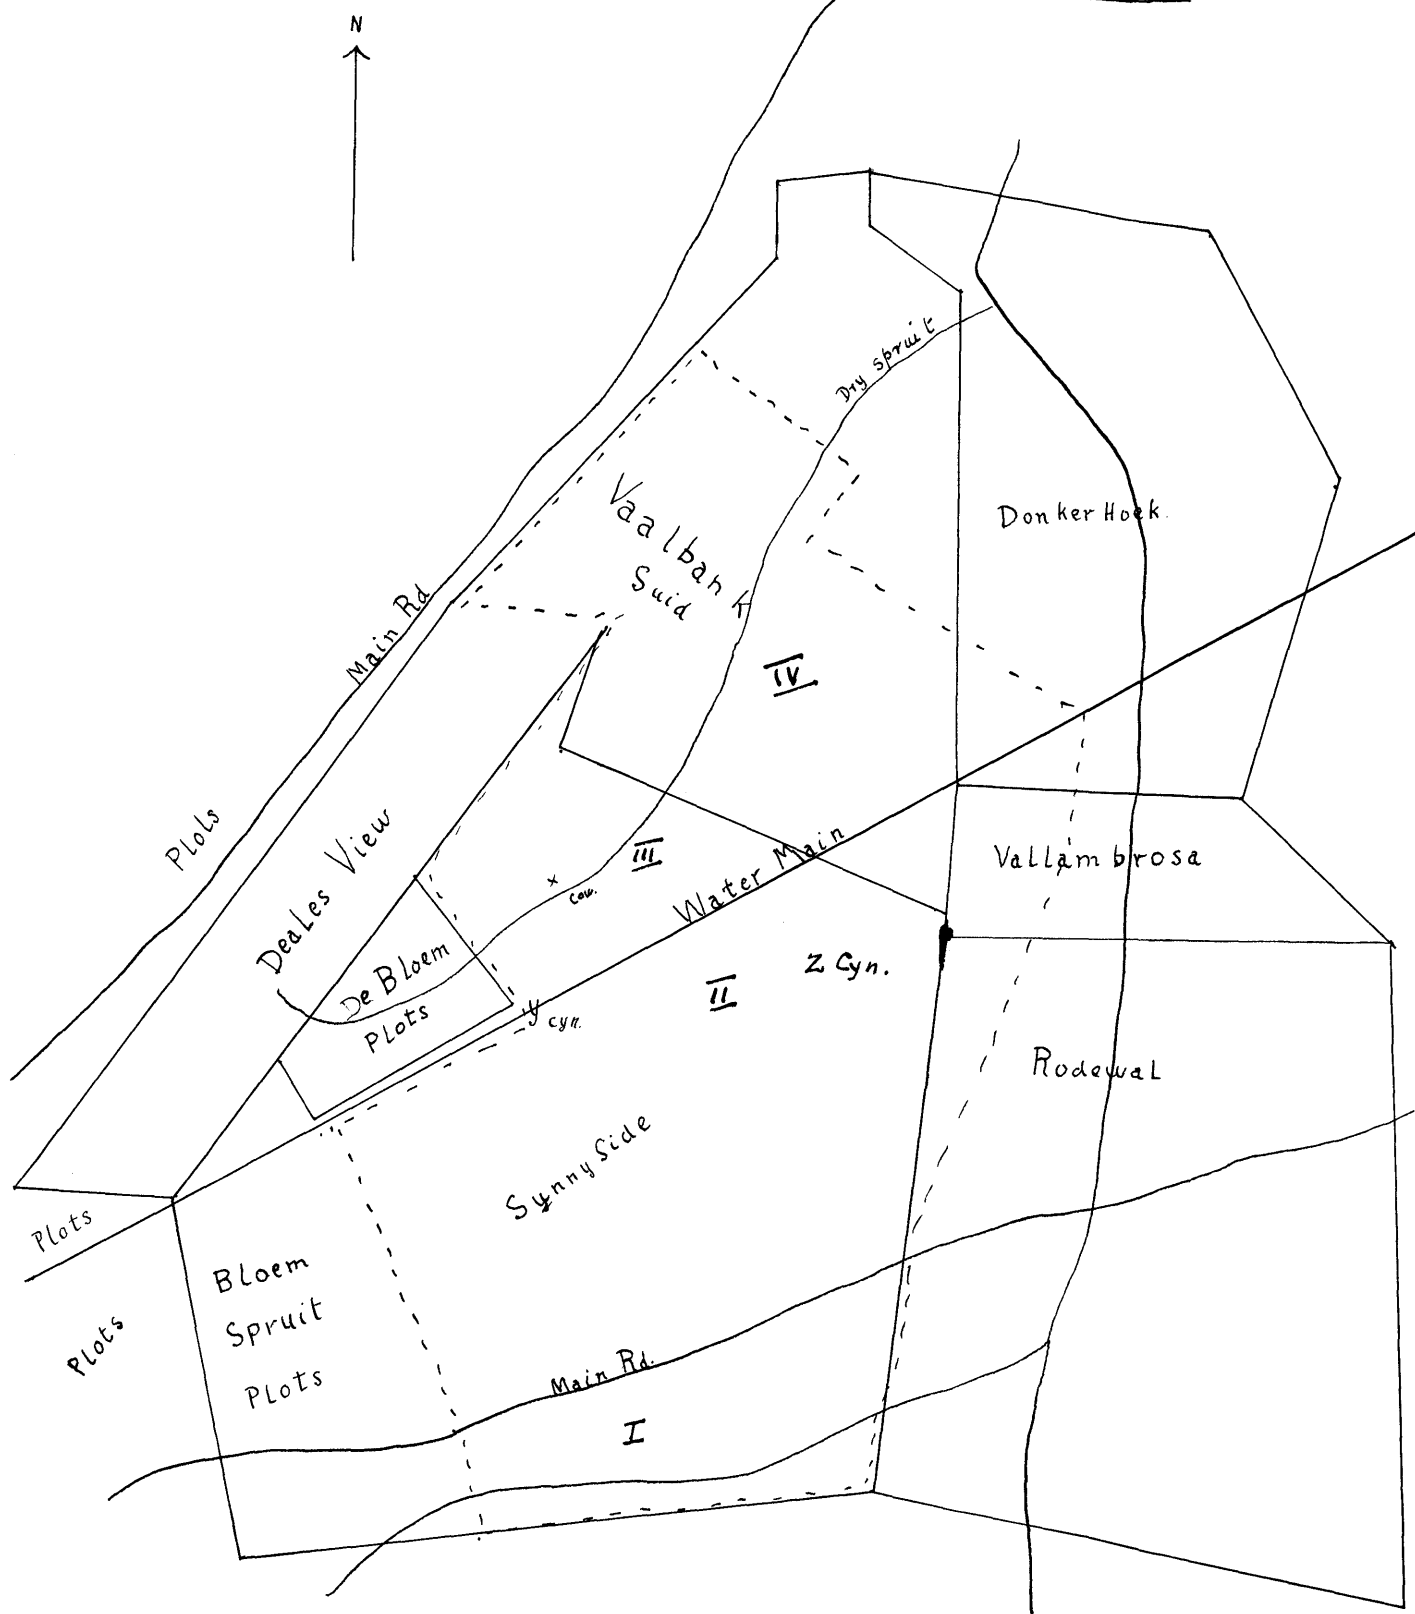 N
Dry spruit
Vaalbank
Suid
Donker Hoek.
Main Rd
IV
Plots
Deales View
III
x
Cow.
Water Main
Vallambrosa
De Bloem
Plots
II
Z Cyn.
Y Cyn.
Rodewal
Sunny Side
Plots
Bloem
Spruit
Plots
Plots
Main Rd.
I